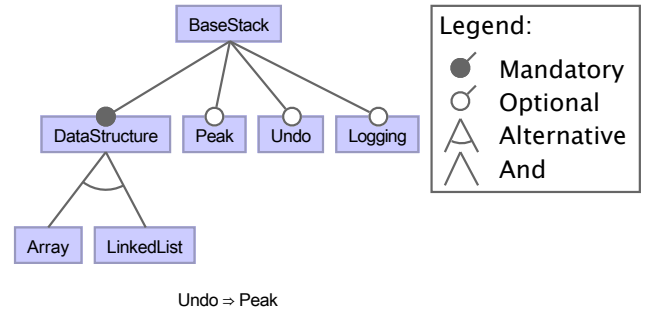 BaseStack
Legend:
Mandatory
Optional
Alternative
And
DataStructure Peak Undo Logging
Array LinkedList
Undo ⇒ Peak